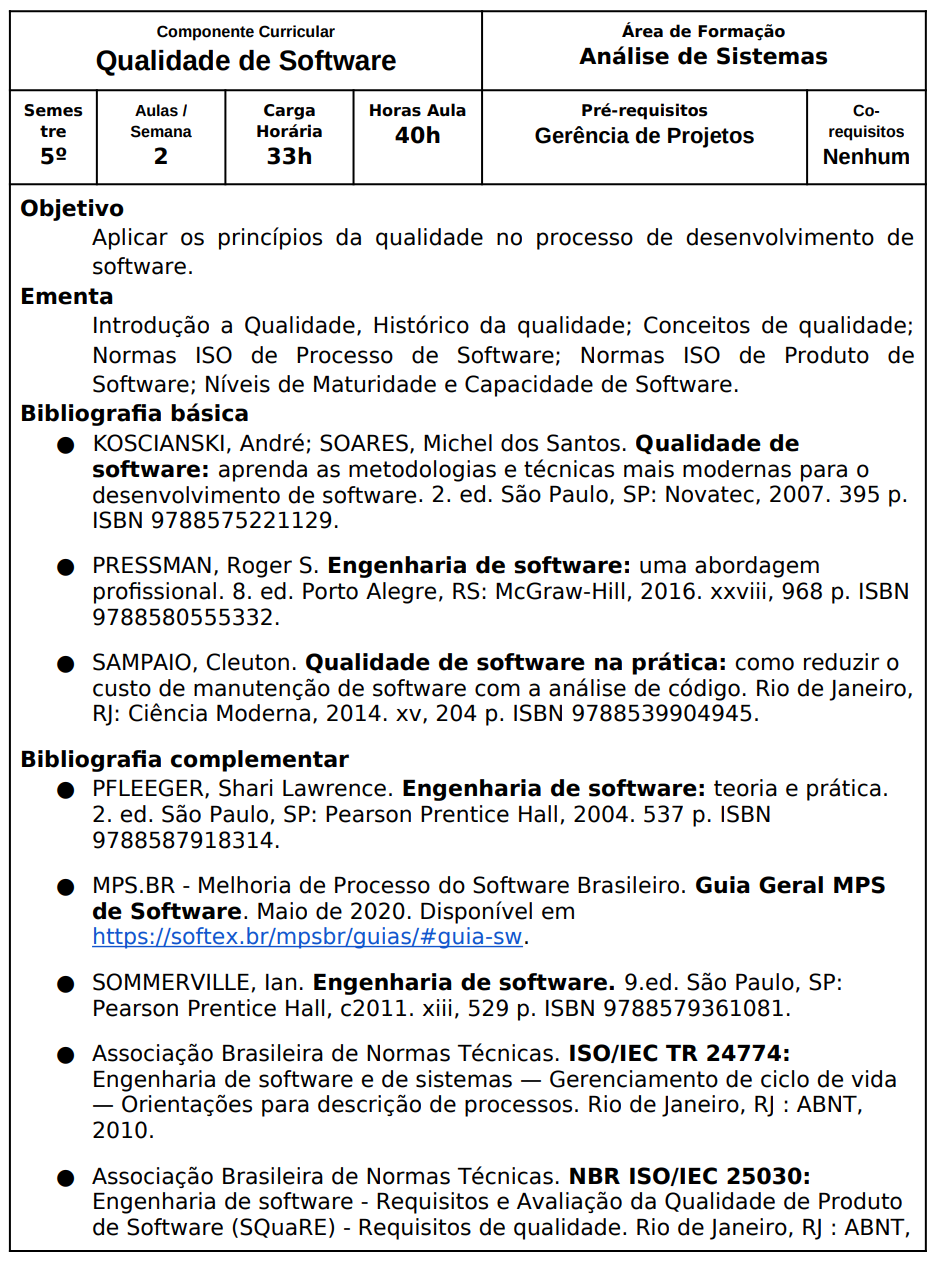 Componente Curricular
Qualidade de Software
Área de Formação
Análise de Sistemas
Semes
tre
5º
Aulas /
Semana
2
Carga
Horária
33h
Horas Aula
40h
Pré-requisitos
Gerência de Projetos
Co-
requisitos
Nenhum
Objetivo
Aplicar os princípios da qualidade no processo de desenvolvimento de
software.
Ementa
Introdução a Qualidade, Histórico da qualidade; Conceitos de qualidade;
Normas ISO de Processo de Software; Normas ISO de Produto de
Software; Níveis de Maturidade e Capacidade de Software.
Bibliografia básica
● KOSCIANSKI, André; SOARES, Michel dos Santos. Qualidade de
software: aprenda as metodologias e técnicas mais modernas para o
desenvolvimento de software. 2. ed. São Paulo, SP: Novatec, 2007. 395 p.
ISBN 9788575221129.
● PRESSMAN, Roger S. Engenharia de software: uma abordagem
profissional. 8. ed. Porto Alegre, RS: McGraw-Hill, 2016. xxviii, 968 p. ISBN
9788580555332.
● SAMPAIO, Cleuton. Qualidade de software na prática: como reduzir o
custo de manutenção de software com a análise de código. Rio de Janeiro,
RJ: Ciência Moderna, 2014. xv, 204 p. ISBN 9788539904945.
Bibliografia complementar
● PFLEEGER, Shari Lawrence. Engenharia de software: teoria e prática.
2. ed. São Paulo, SP: Pearson Prentice Hall, 2004. 537 p. ISBN
9788587918314.
● MPS.BR - Melhoria de Processo do Software Brasileiro. Guia Geral MPS
de Software. Maio de 2020. Disponível em
https://softex.br/mpsbr/guias/#guia-sw.
● SOMMERVILLE, Ian. Engenharia de software. 9.ed. São Paulo, SP:
Pearson Prentice Hall, c2011. xiii, 529 p. ISBN 9788579361081.
● Associação Brasileira de Normas Técnicas. ISO/IEC TR 24774:
Engenharia de software e de sistemas — Gerenciamento de ciclo de vida
— Orientações para descrição de processos. Rio de Janeiro, RJ : ABNT,
2010.
● Associação Brasileira de Normas Técnicas. NBR ISO/IEC 25030:
Engenharia de software - Requisitos e Avaliação da Qualidade de Produto
de Software (SQuaRE) - Requisitos de qualidade. Rio de Janeiro, RJ : ABNT,